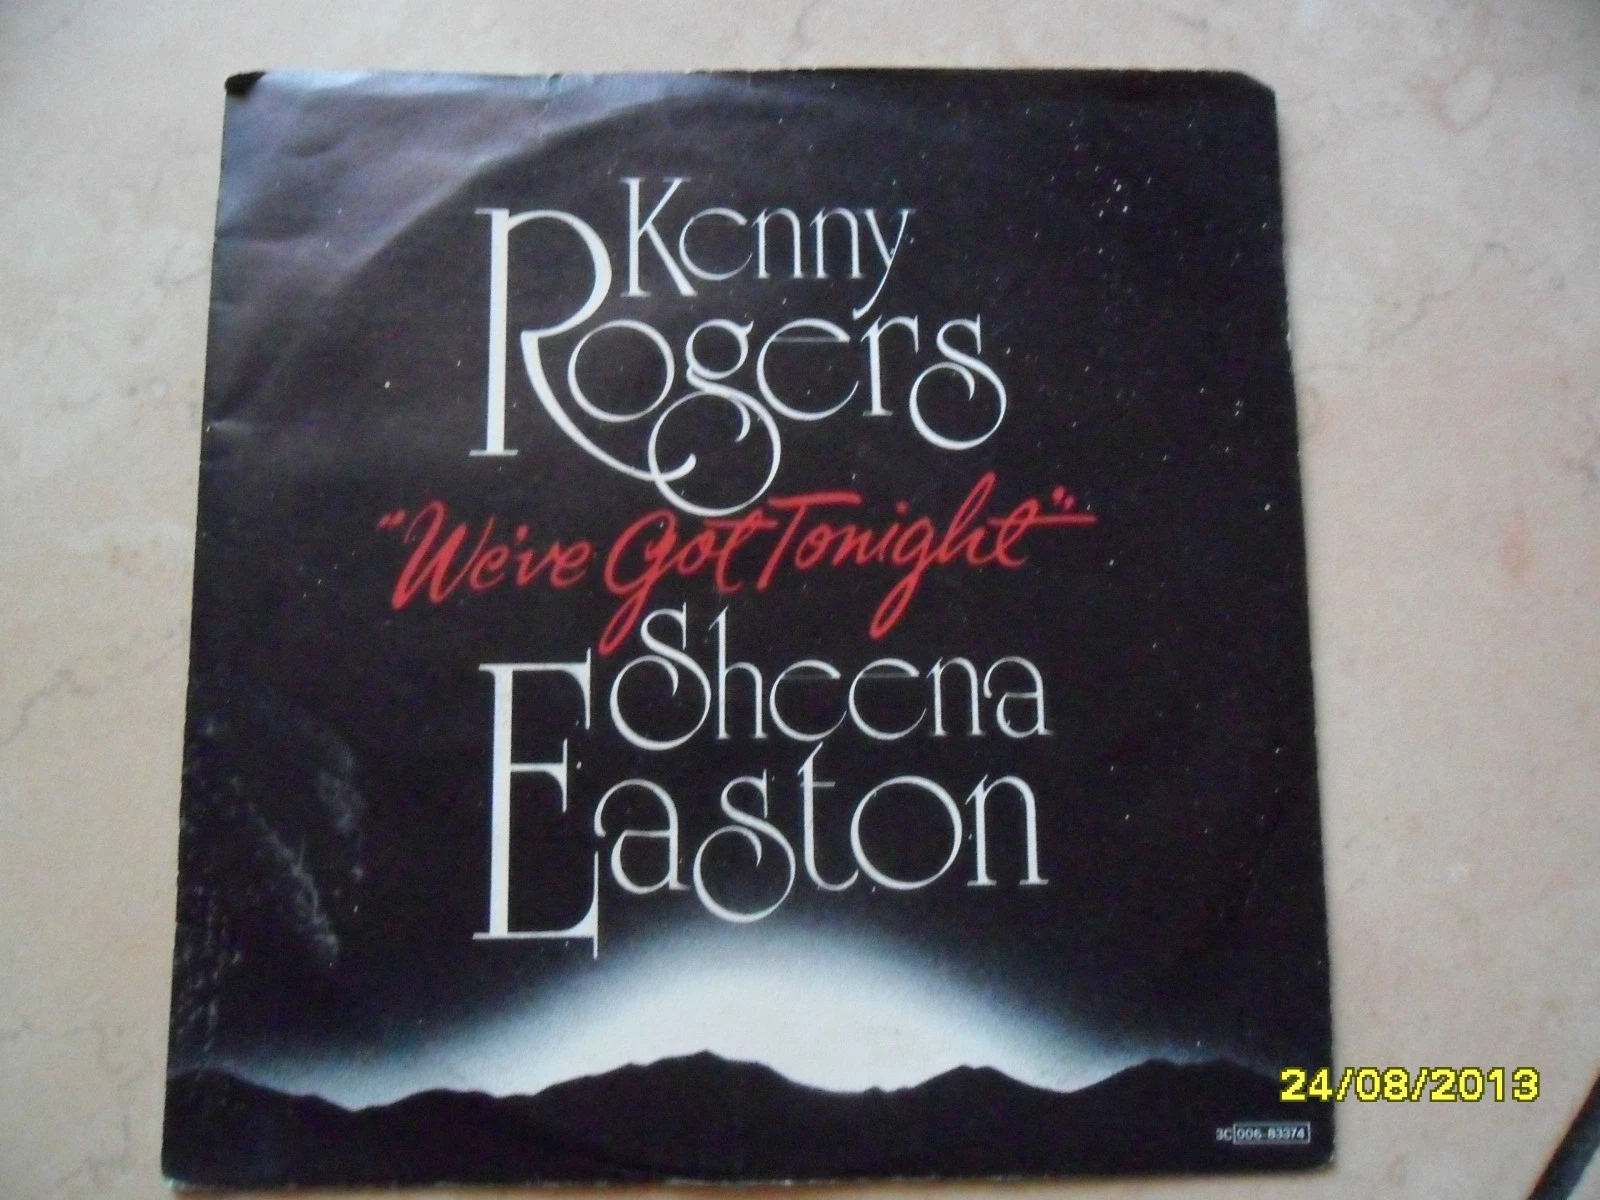 Kenny
Rogers
"We've Got Tonight"
Sheena
Easton
24/08/2013
3C 006-83374